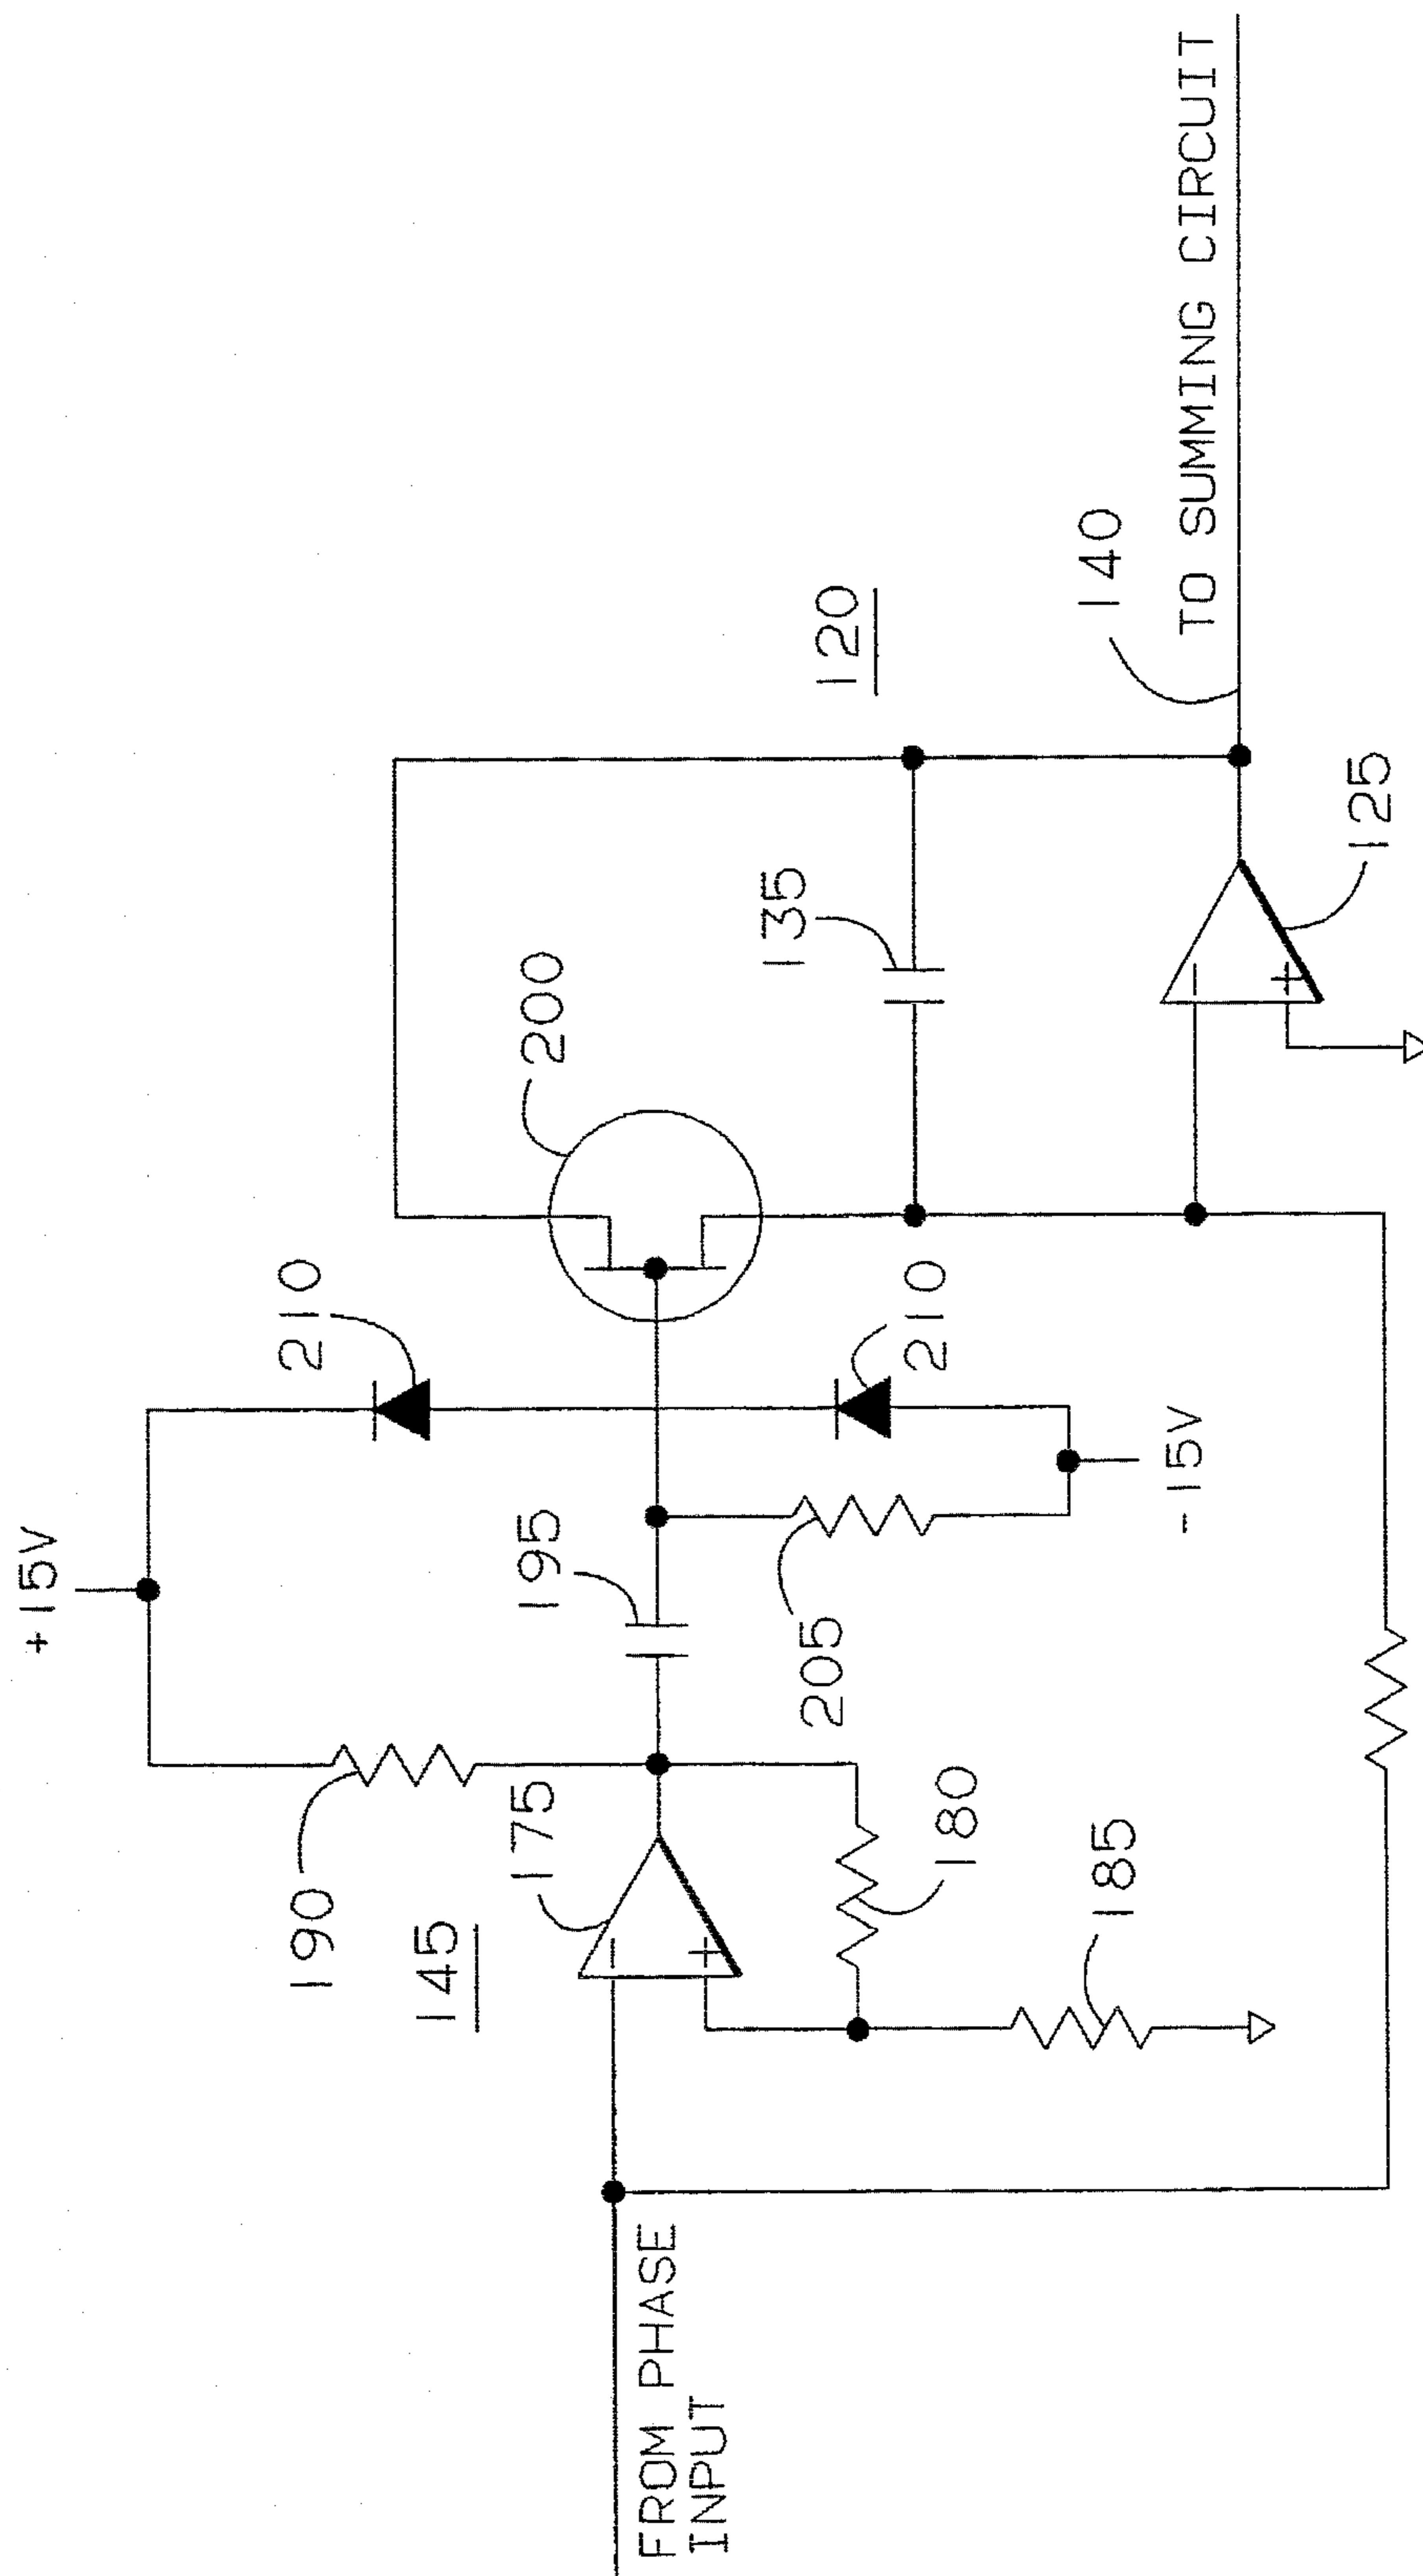 +15V
190
210
145
175
195
200
180
205
210
135
120
185
-15V
125
140
FROM PHASE
INPUT
TO SUMMING CIRCUIT